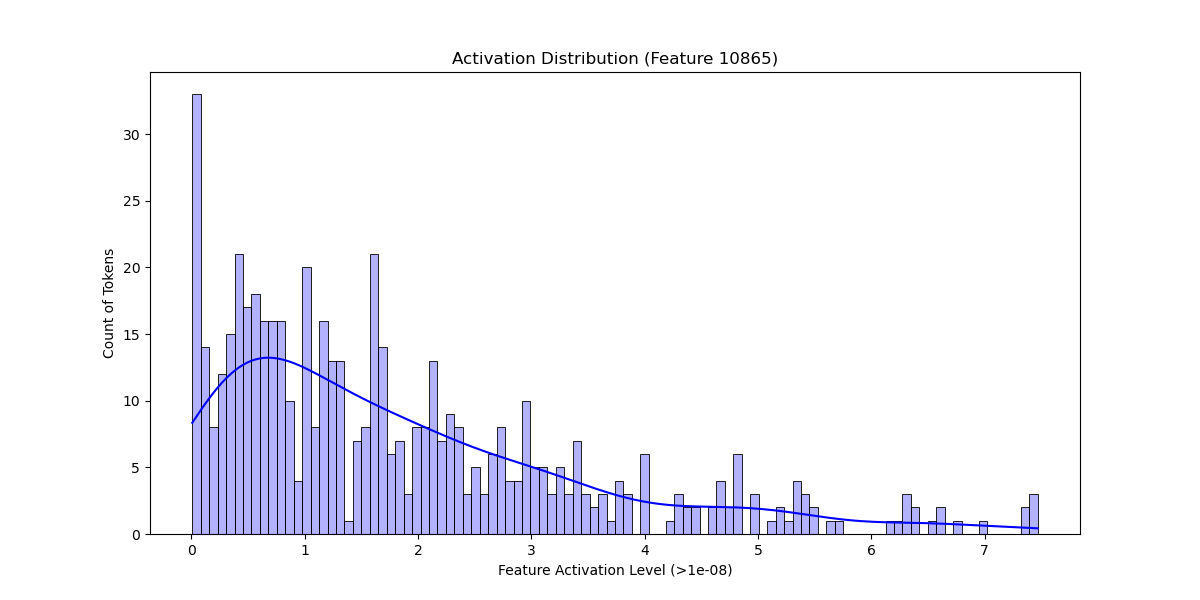 Activation Distribution (Feature 10865)
30
25
20
15
10
5
0
Count of Tokens
0 1 2 3 4 5 6 7
Feature Activation Level (>1e-08)